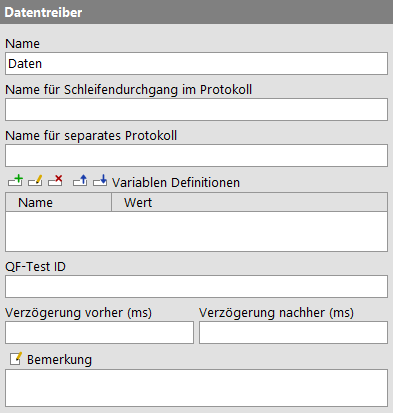 Datentreiber
Name
Daten
Name für Schleifendurchgang im Protokoll
Name für separates Protokoll
Variablen Definitionen
Name Wert
QF-Test ID
Verzögerung vorher (ms) Verzögerung nachher (ms)
Bemerkung